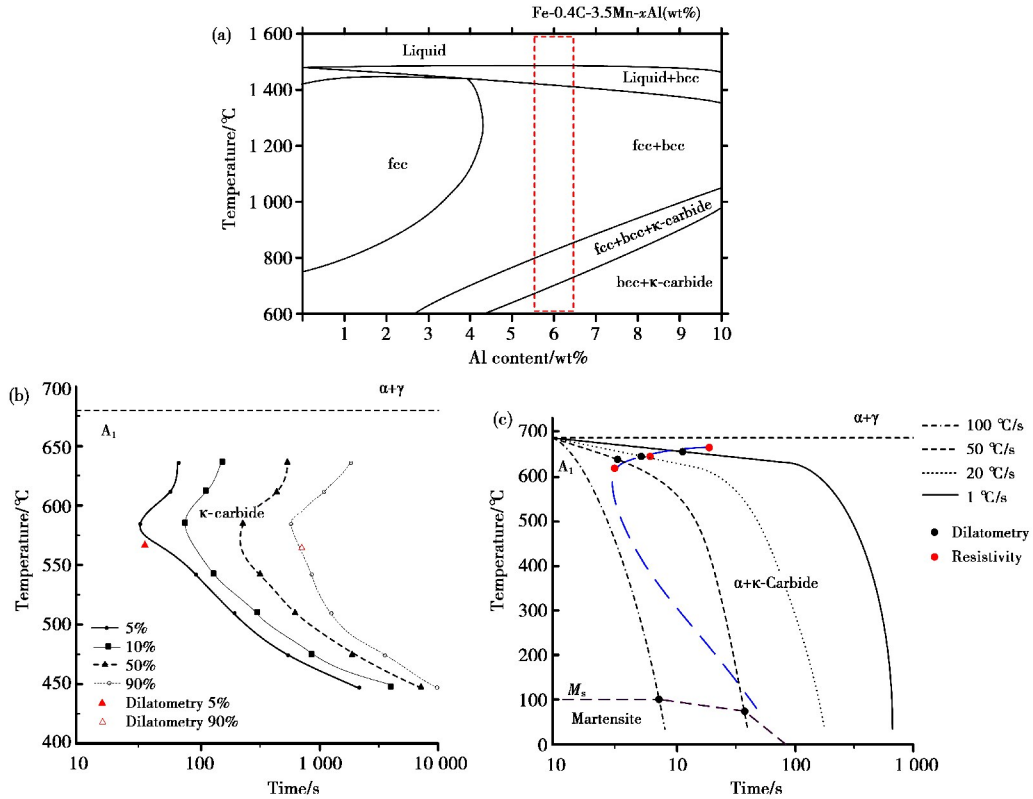 Fe-0.4C-3.5Mn-xAl(wt%)
(a)
1 600
1 400
1 200
1 000
800
600
Temperature/℃
Liquid
Liquid+bcc
fcc
fcc+bcc
fcc+bcc+κ-carbide
bcc+κ-carbide
1 2 3 4 5 6 7 8 9 10
Al content/wt%
(b)
700
650
600
550
500
450
400
Temperature/℃
α+γ
A1
κ-carbide
5%
10%
50%
90%
Dilatometry 5%
Dilatometry 90%
10 100 1 000 10 000
Time/s
(c)
700
600
500
400
300
200
100
0
Temperature/℃
α+γ
A1
α+κ-Carbide
Ms
Martensite
10 10 100 1 000
Time/s
100 ℃/s
50 ℃/s
20 ℃/s
1 ℃/s
Dilatometry
Resistivity